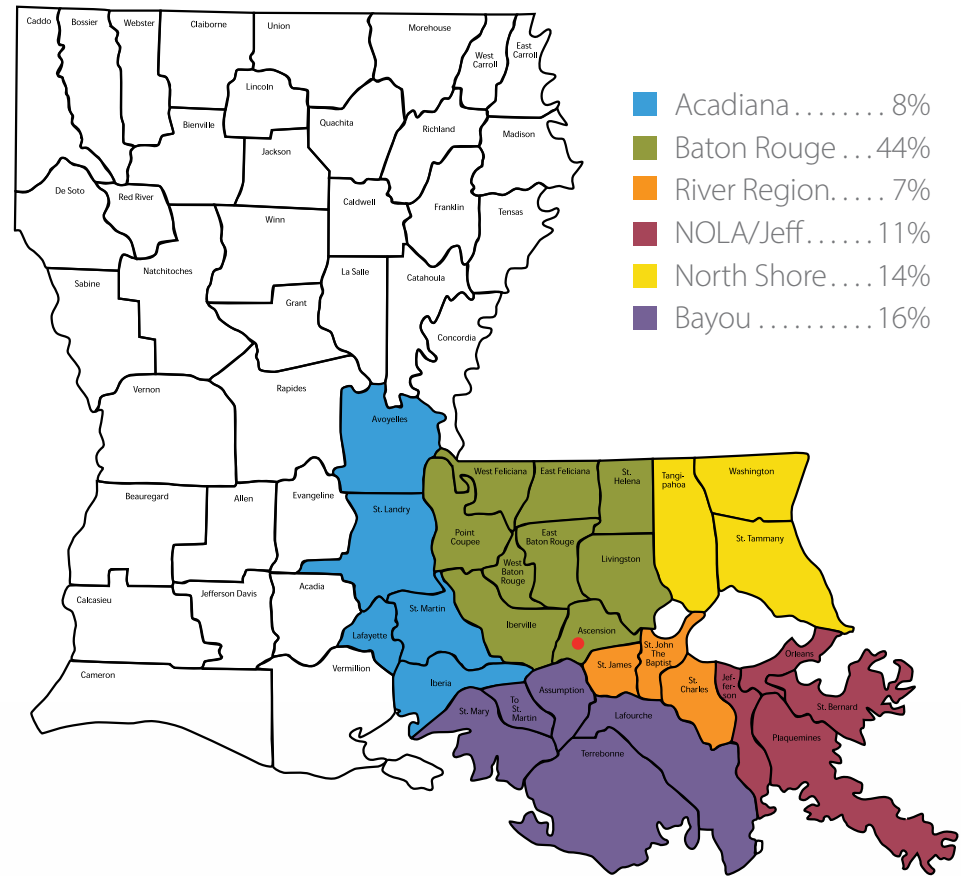 Caddo
Bossier
Webster
Claiborne
Union
Morehouse
West
Carroll
East
Carroll
Lincoln
Bienville
Quachita
Richland
Madison
Jackson
De Soto
Red River
Caldwell
Franklin
Tensas
Winn
Natchitoches
Sabine
La Salle
Catahoula
Grant
Concordia
Vernon
Rapides
Avoyelles
Acadiana . . . . . . . . 8%
Baton Rouge . . . 44%
River Region. . . . . 7%
NOLA/Jeff. . . . . . 11%
North Shore . . . . 14%
Bayou . . . . . . . . . . 16%
West Feliciana
East Feliciana
St.
Helena
Tangi-
pahoa
Washington
Beauregard
Allen
Evangeline
St. Landry
Point
Coupee
East
Baton Rouge
West
Baton
Rouge
Livingston
St. Tammany
Calcasieu
Jefferson Davis
Acadia
St. Martin
Lafayette
Iberville
Ascension
St. James
St. John
The
Baptist
St.
Charles
Jef-
fer-
son
Orleans
Cameron
Vermillion
Iberia
St. Mary
To
St.
Martin
Assumption
Lafourche
St. Bernard
Plaquemines
Terrebonne